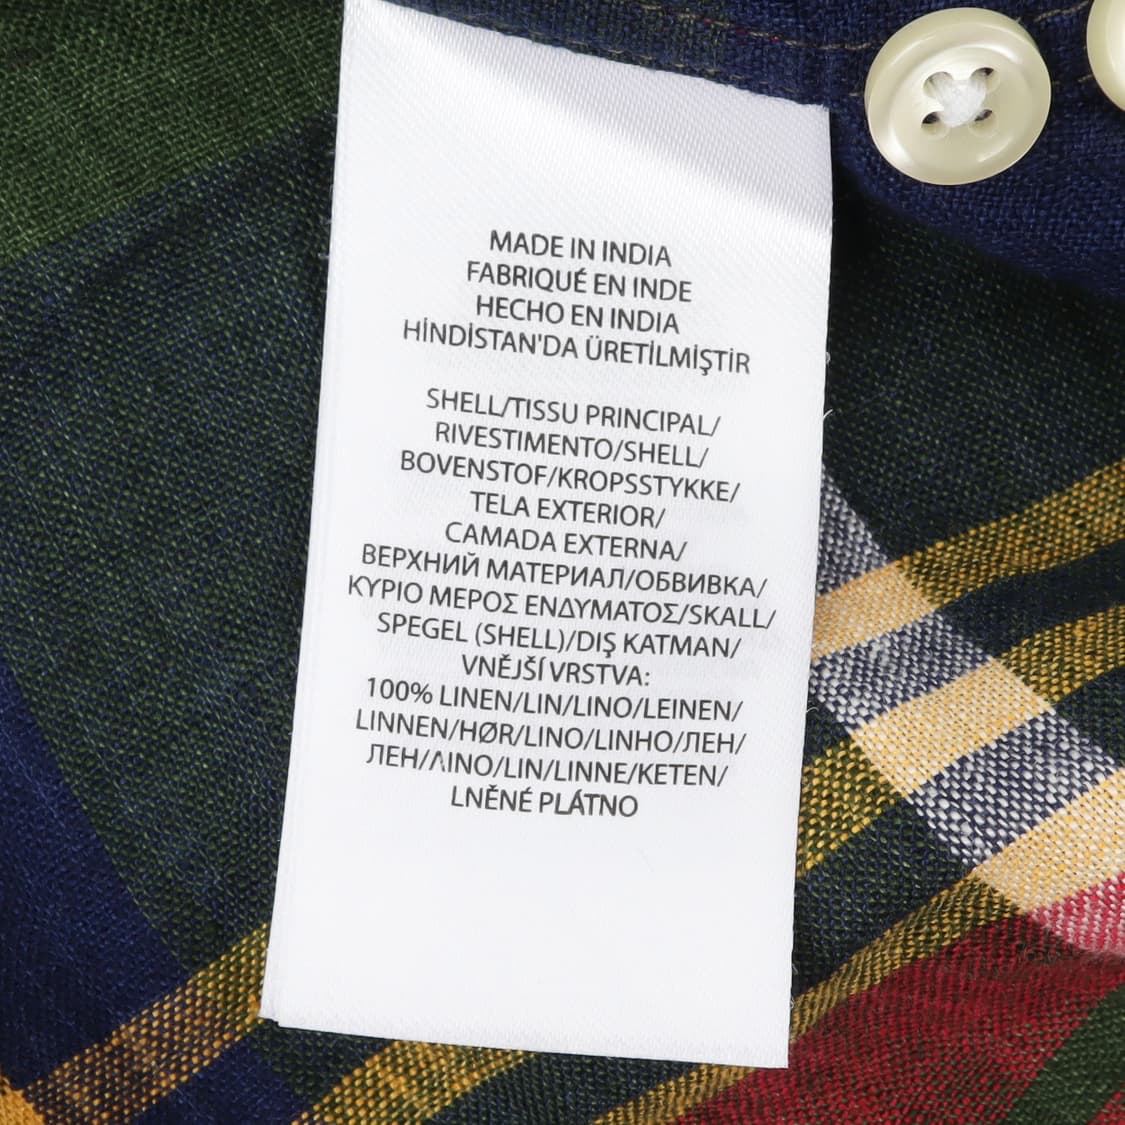 MADE IN INDIA
FABRIQUÉ EN INDE
HECHO EN INDIA
HİNDİSTAN'DA ÜRETİLMİŞTİR
SHELL/TISSU PRINCIPAL/
RIVESTIMENTO/SHELL/
BOVENSTOF/KROPSSTYKKE/
TELA EXTERIOR/
CAMADA EXTERNA/
ВЕРХНИЙ МАТЕРИАЛ/ОБВИВКА/
ΚΥΡΙΟ ΜΕΡΟΣ ΕΝΔΥΜΑΤΟΣ/SKALL/
SPEGEL (SHELL)/DIŞ KATMAN/
VNĚJŠÍ VRSTVA:
100% LINEN/LIN/LINO/LEINEN/
LINNEN/HØR/LINO/LINHO/ЛЕН/
ЛЕН/ΛΙΝΟ/LIN/LINNE/KETEN/
LNĚNÉ PLÁTNO